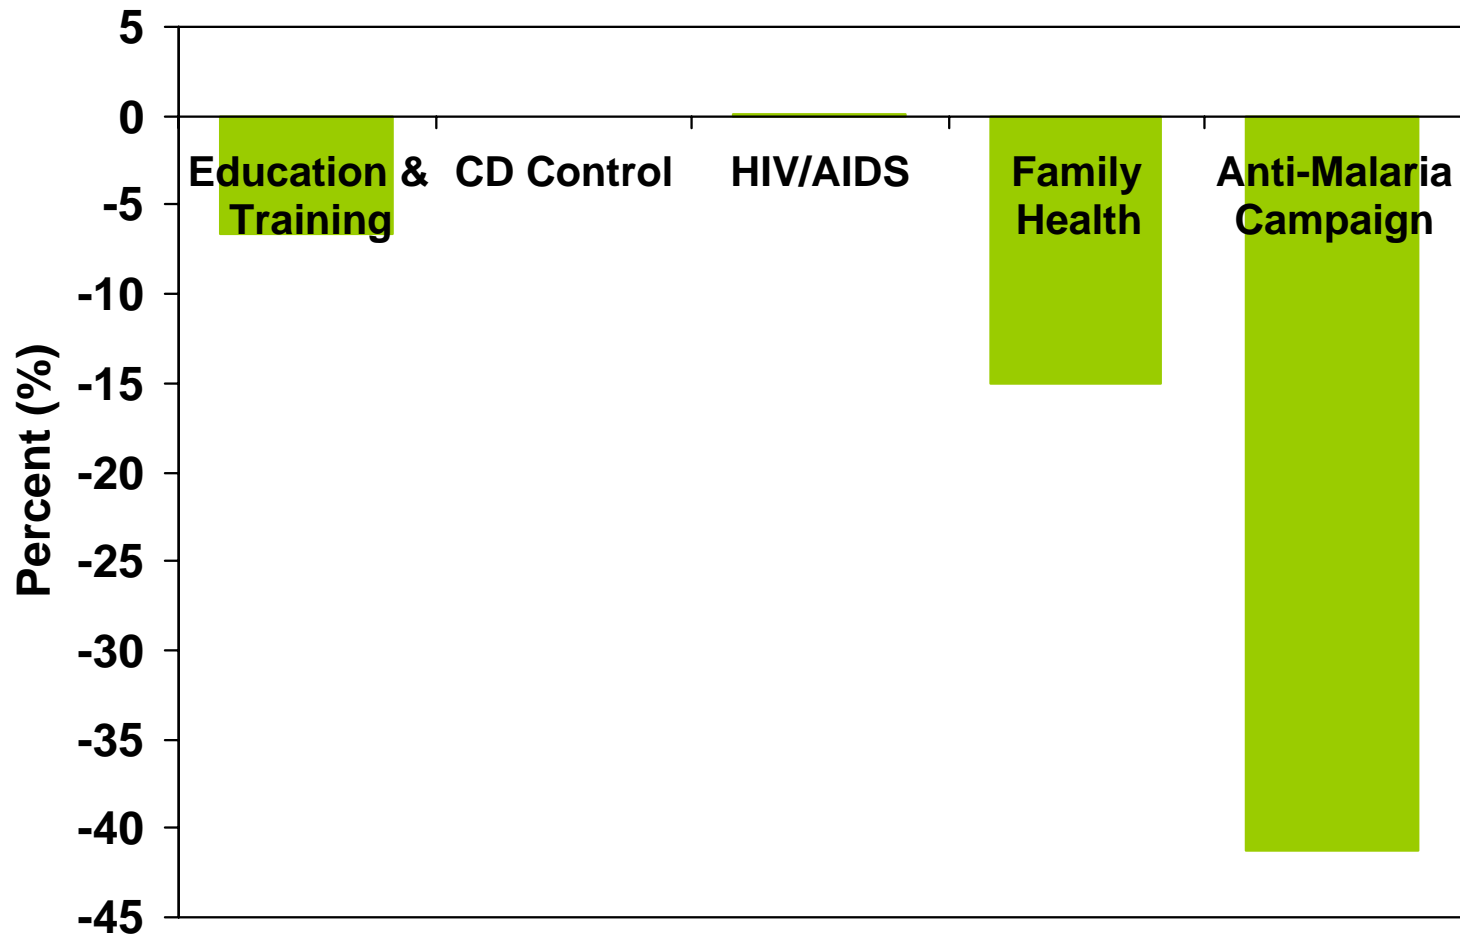 5
0
-5
-10
-15
-20
-25
-30
-35
-40
-45
Percent (%)
Education &
Training
CD Control
HIV/AIDS
Family
Health
Anti-Malaria
Campaign